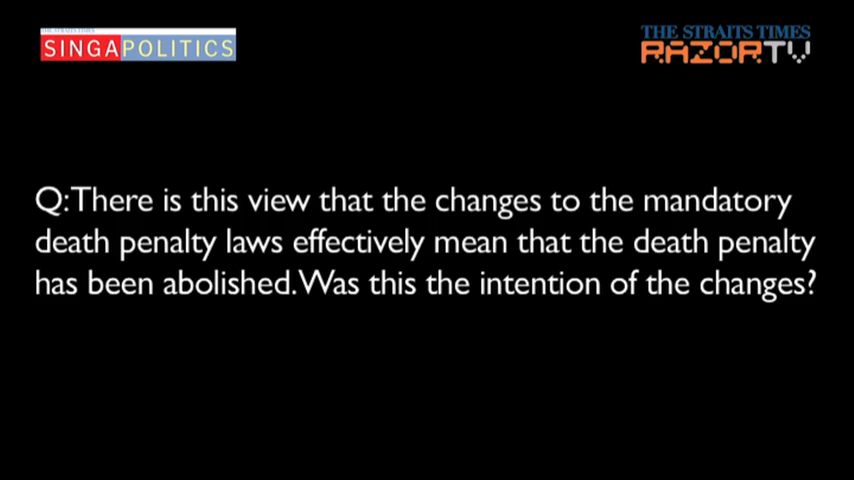 THE STRAITS TIMES
SINGAPOLITICS
THE STRAITS TIMES
RAZORTV
Q:There is this view that the changes to the mandatory
death penalty laws effectively mean that the death penalty
has been abolished.Was this the intention of the changes?